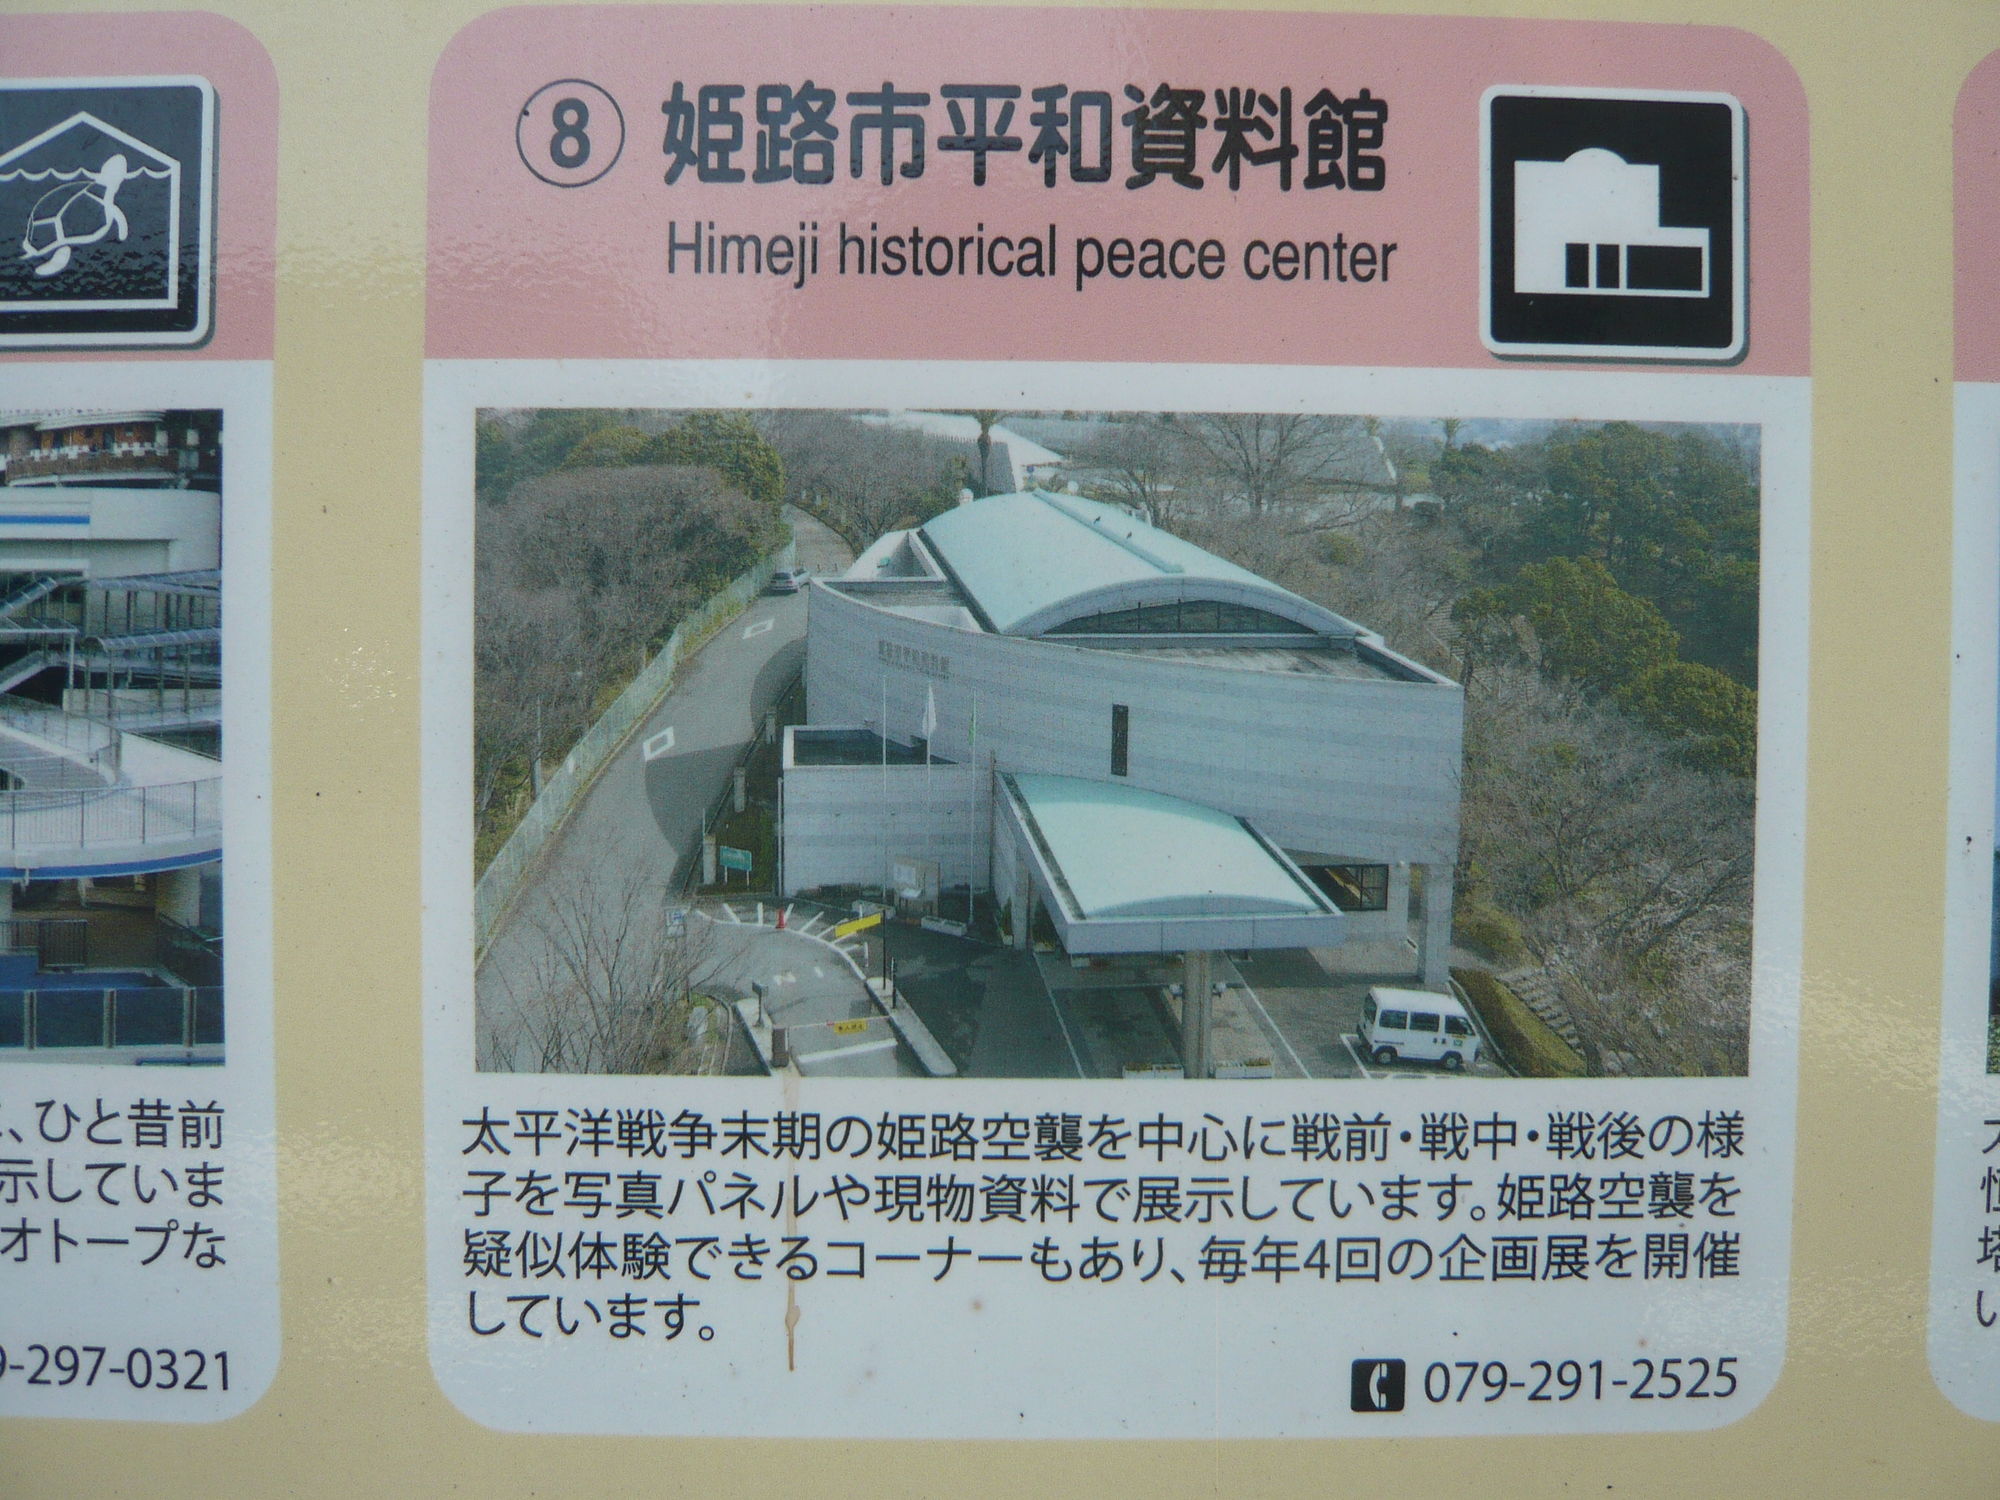 ⑧ 姫路市平和資料館
Himeji historical peace center
太平洋戦争末期の姫路空襲を中心に戦前・戦中・戦後の様
子を写真パネルや現物資料で展示しています。姫路空襲を
疑似体験できるコーナーもあり、毎年4回の企画展を開催
しています。
079-291-2525
、ひと昔前
示していま
オトープな
9-297-0321